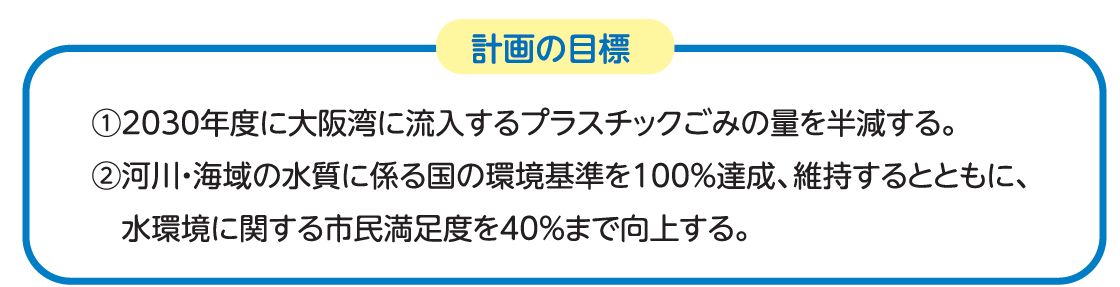 計画の目標
①2030年度に大阪湾に流入するプラスチックごみの量を半減する。
②河川・海域の水質に係る国の環境基準を100%達成、維持するとともに、
水環境に関する市民満足度を40%まで向上する。